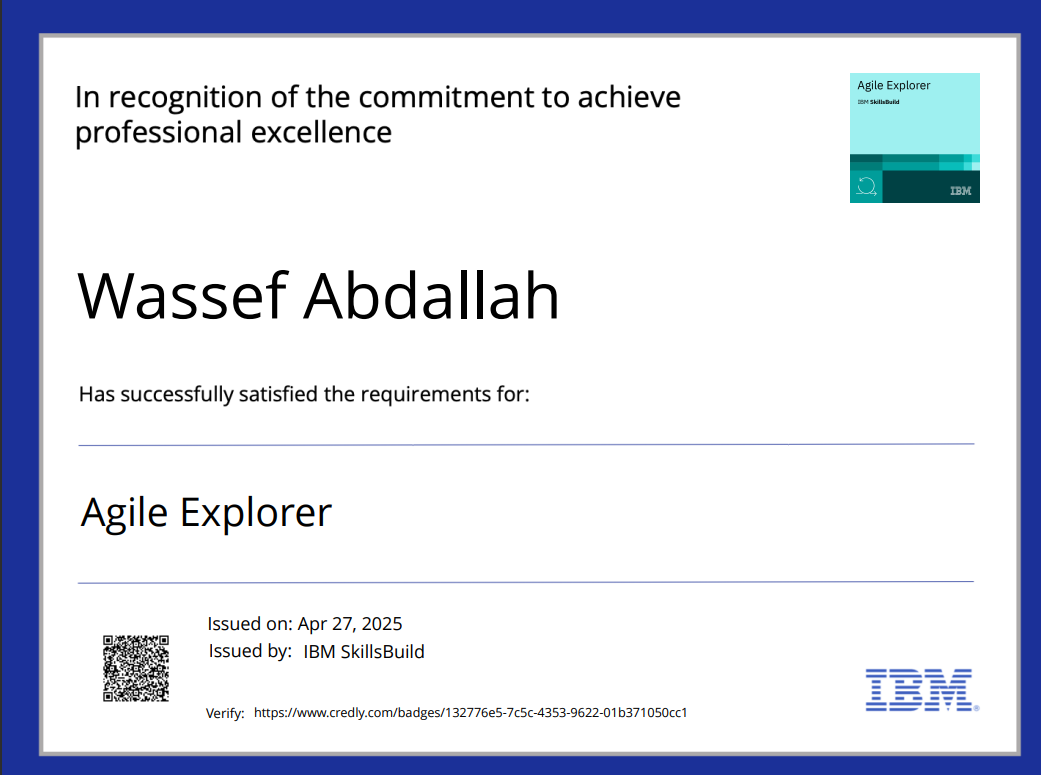 In recognition of the commitment to achieve
professional excellence
Agile Explorer
IBM SkillsBuild
IBM
Wassef Abdallah
Has successfully satisfied the requirements for:
Agile Explorer
Issued on: Apr 27, 2025
Issued by: IBM SkillsBuild
IBM®
Verify: https://www.credly.com/badges/132776e5-7c5c-4353-9622-01b371050cc1